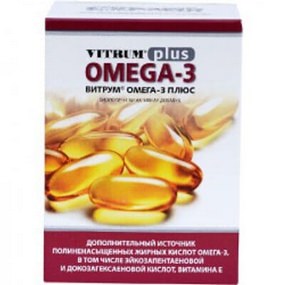 VITRUM® plus
OMEGA-3
ВИТРУМ® ОМЕГА-3 ПЛЮС
ДОПОЛНИТЕЛЬНЫЙ ИСТОЧНИК
ПОЛИНЕНАСЫЩЕННЫХ ЖИРНЫХ КИСЛОТ ОМЕГА-3,
В ТОМ ЧИСЛЕ ЭЙКОЗАПЕНТАЕНОВОЙ
И ДОКОЗАГЕКСАЕНОВОЙ КИСЛОТ, ВИТАМИНА Е